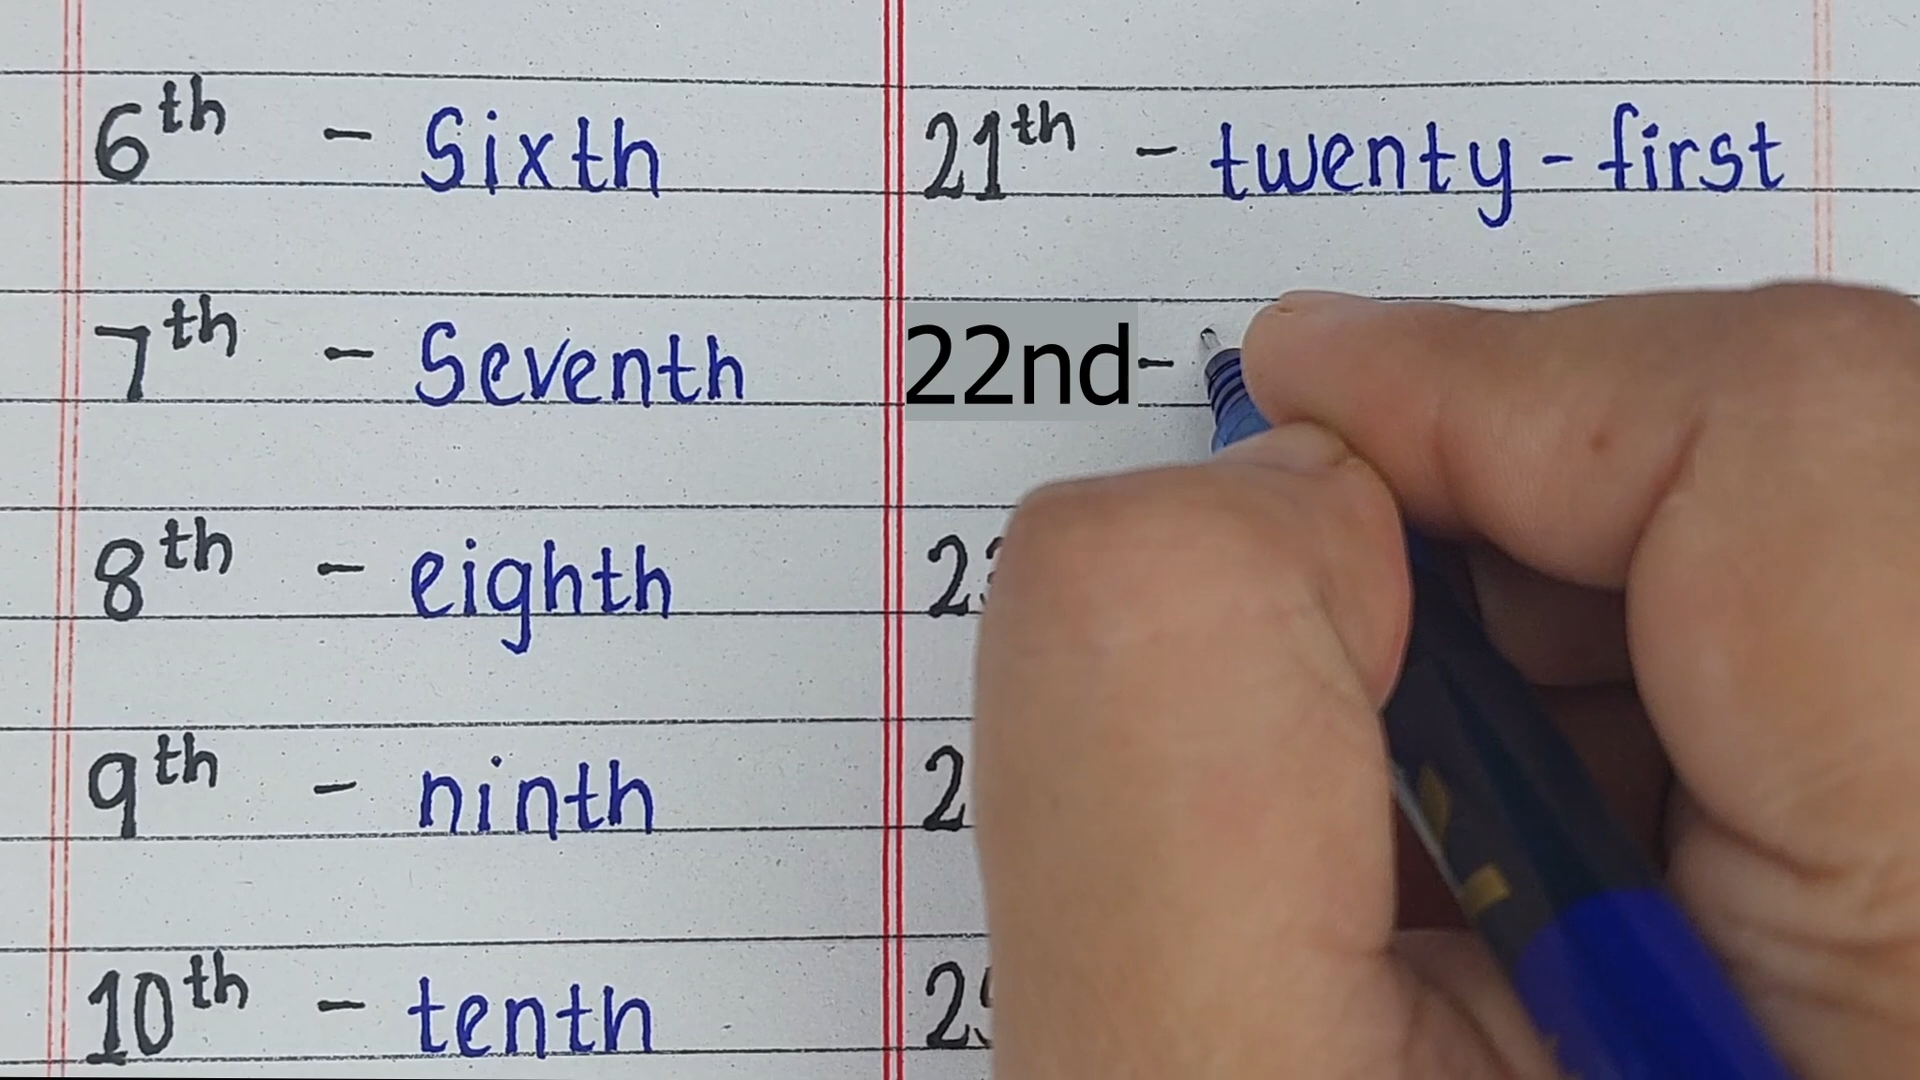 6th - Sixth
7th - Seventh
8th - eighth
9th - ninth
10th - tenth
21th - twenty-first
22nd-